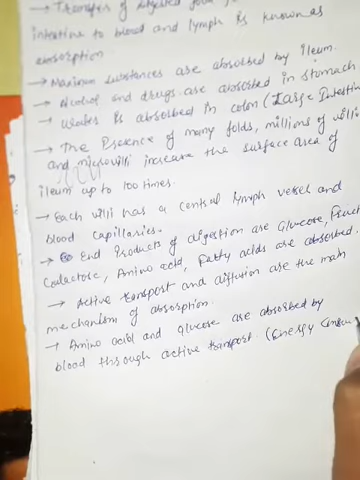 → Transfer of digested food
intestine to blood and lymph is known as
absorption
→ Maximum substances are absorbed by ileum.
→ Alcohol and drugs are absorbed in stomach
→ Water is absorbed in colon (Large Intestin
→ The Presence of many folds, millions of villi
and microvilli increase the surface area of
ileum up to 100 times.
→ Each villi has a central lymph vessel and
blood capillaries.
→ End Products of digestion are Glucose, Fruct
Galactose, Amino acid, Fatty acids are absorbed.
→ Active transport and diffusion are the main
mechanism of absorption.
→ Amino acid and glucose are absorbed by
blood through active transport. (Energy Consu